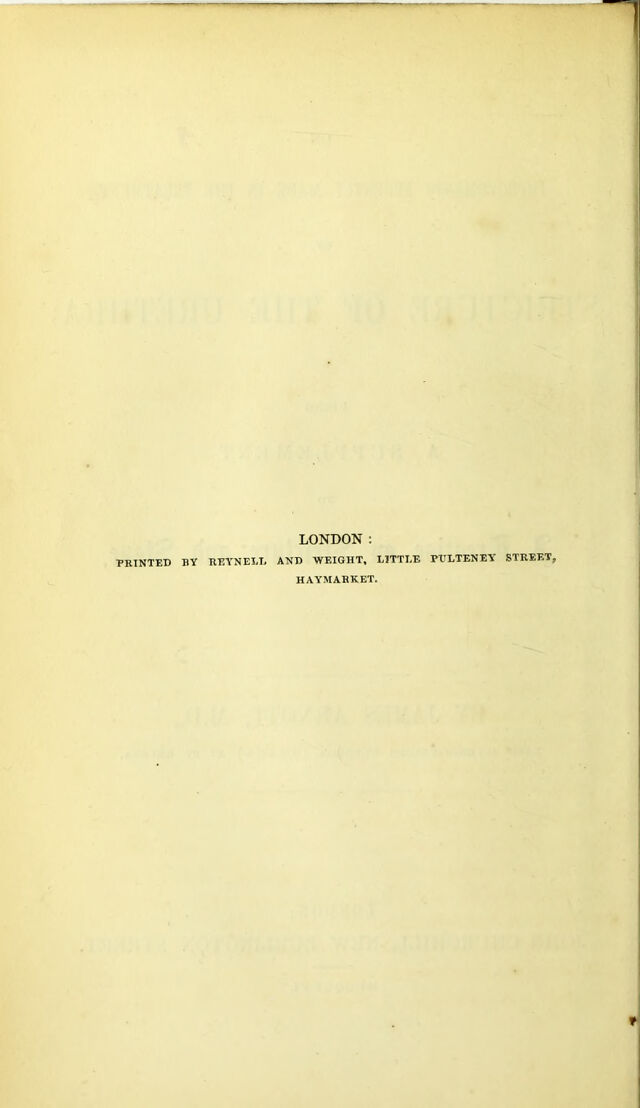 LONDON :
PRINTED BY REYNELL AND WEIGHT, LITTLE PULTENEY STREET,
HAYMARKET.